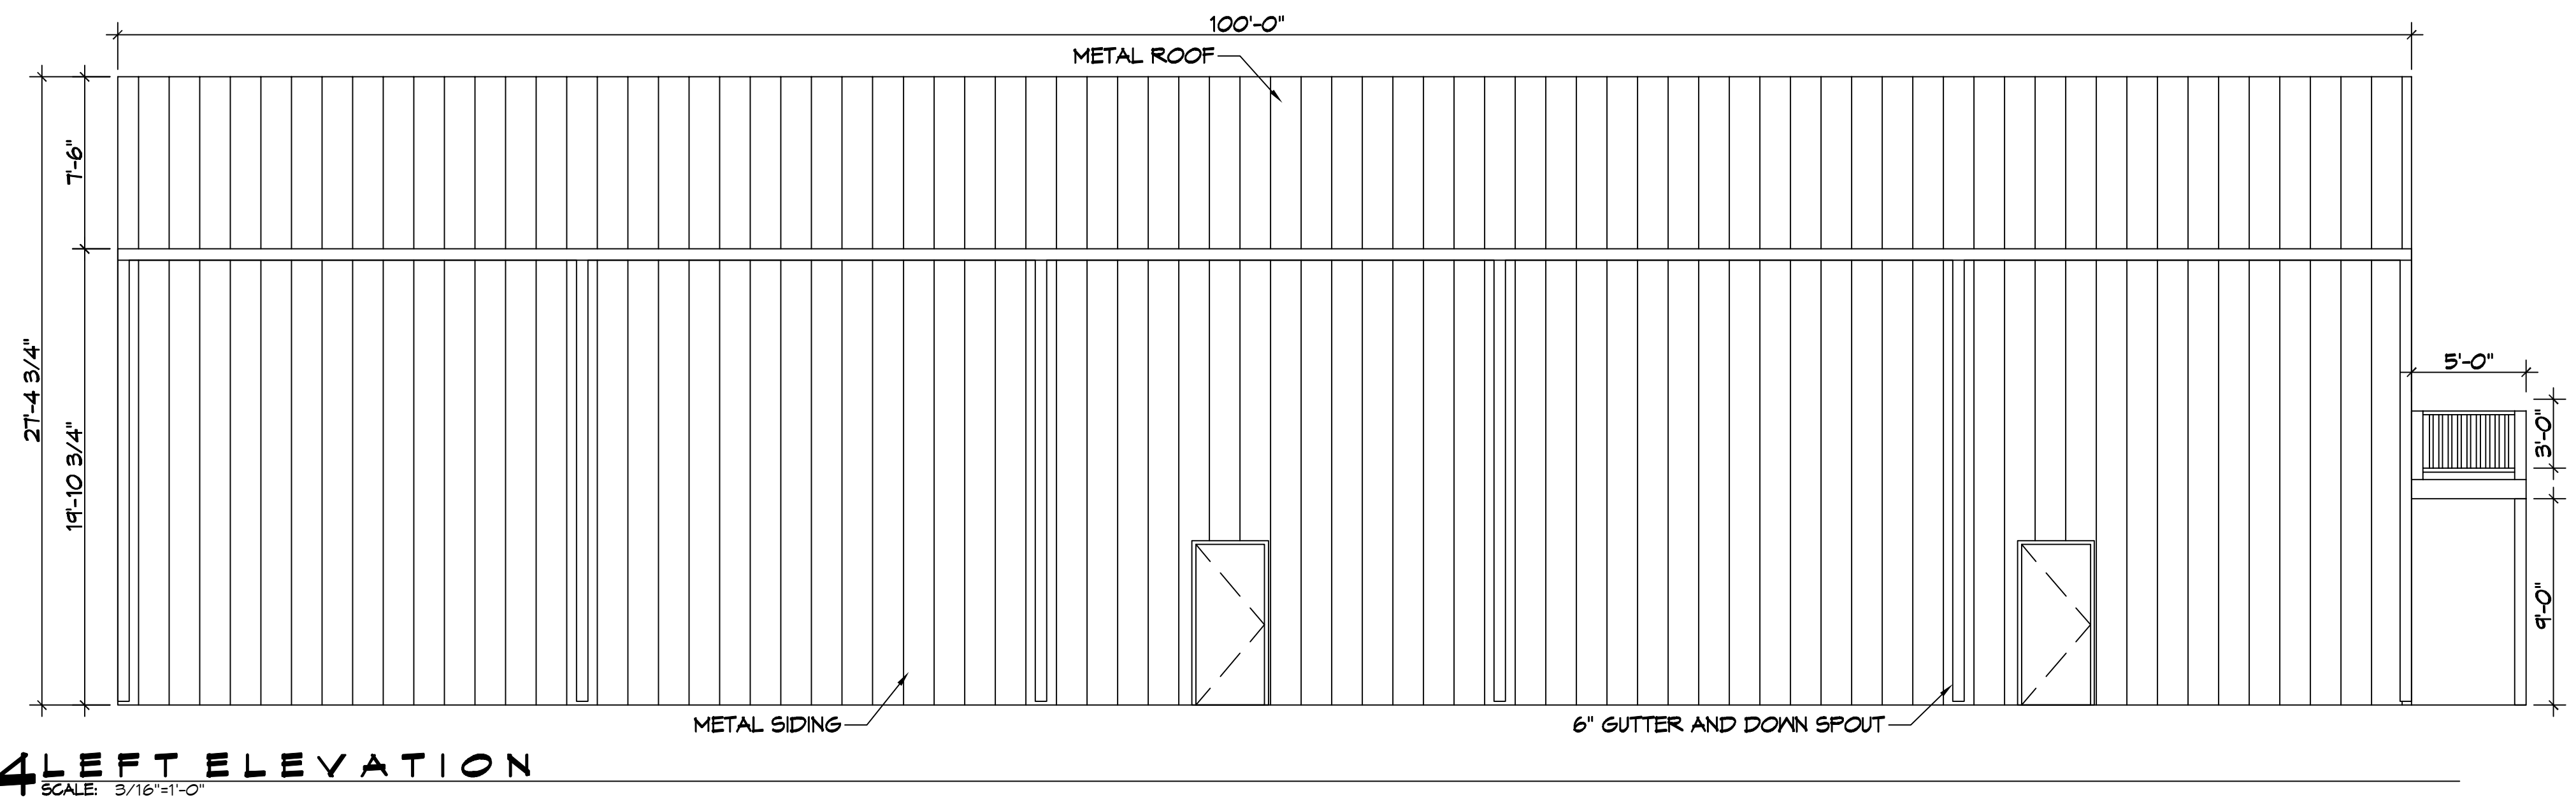 100'-0"
METAL ROOF
7'-6"
27'-4 3/4"
19'-10 3/4"
5'-0"
3'-0"
9'-0"
METAL SIDING
6" GUTTER AND DOWN SPOUT
4 LEFT ELEVATION
SCALE: 3/16"=1'-0"